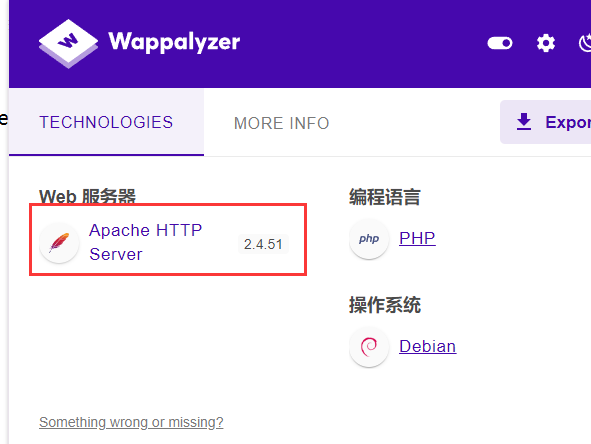 Wappalyzer
e
TECHNOLOGIES
MORE INFO
Expor
Web 服务器
Apache HTTP
Server
2.4.51
编程语言
php
PHP
操作系统
Debian
Something wrong or missing?